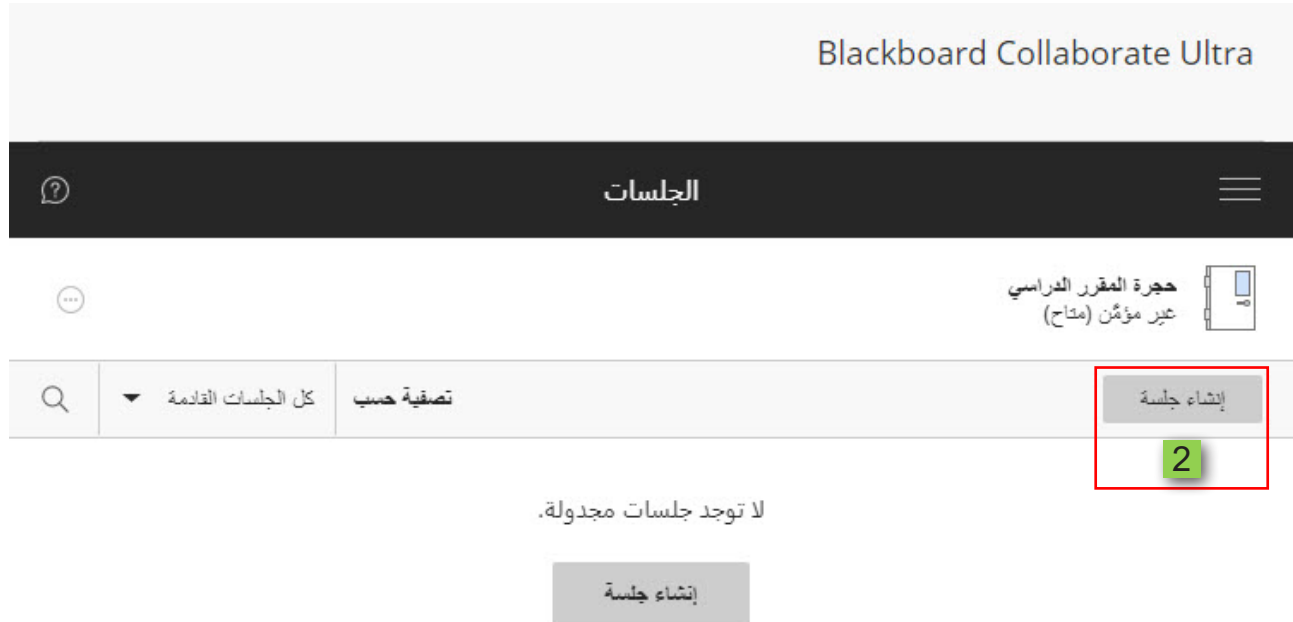 Blackboard Collaborate Ultra
الجلسات
حجرة المقرر الدراسي
غير مؤمَّن (متاح)
إنشاء جلسة
تصفية حسب
كل الجلسات القادمة
2
لا توجد جلسات مجدولة.
إنشاء جلسة